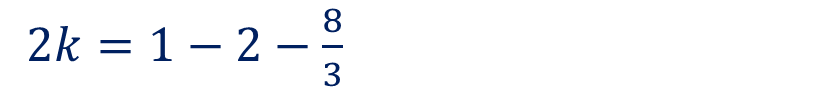 2k = 1 − 2 − 8/3